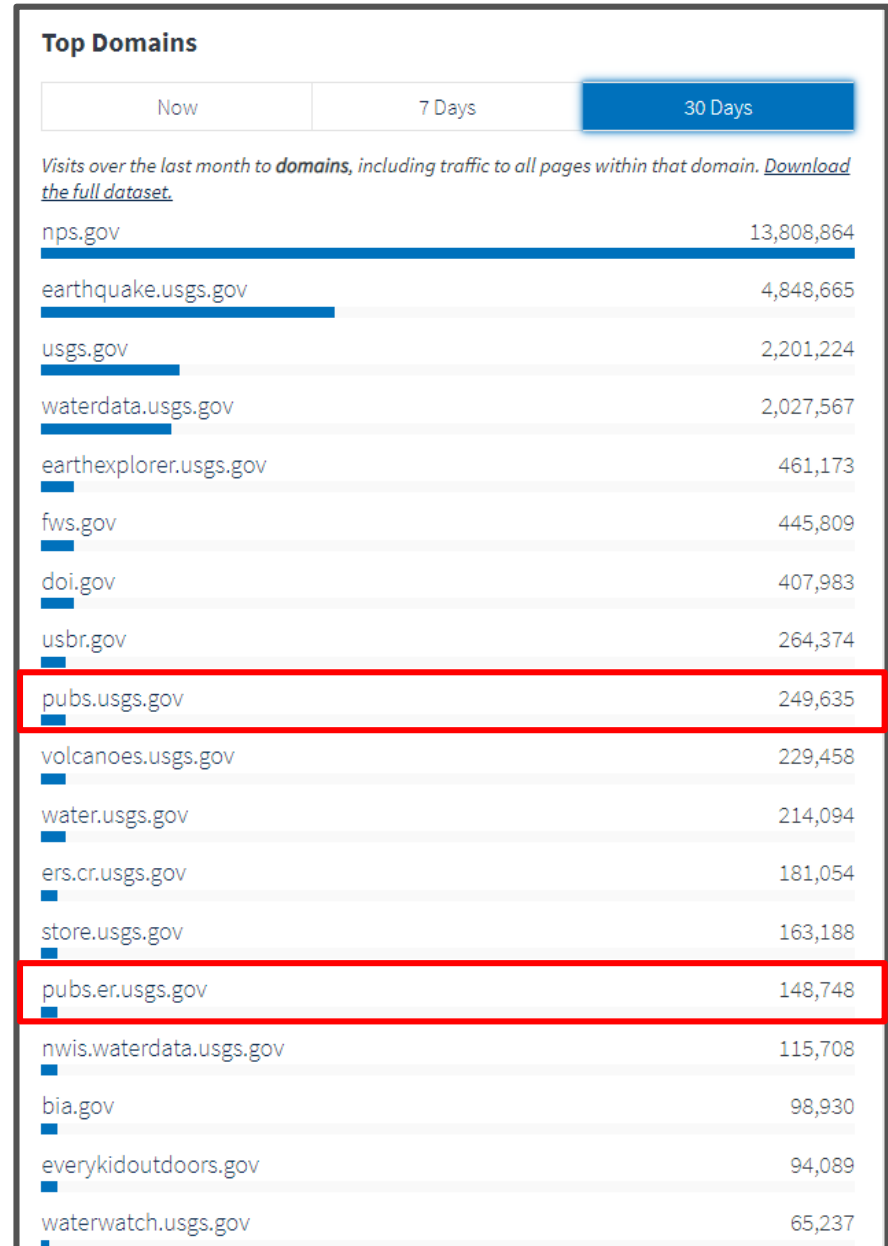 Top Domains
Now 7 Days 30 Days
Visits over the last month to domains, including traffic to all pages within that domain. Download
the full dataset.
nps.gov 13,808,864
earthquake.usgs.gov 4,848,665
usgs.gov 2,201,224
waterdata.usgs.gov 2,027,567
earthexplorer.usgs.gov 461,173
fws.gov 445,809
doi.gov 407,983
usbr.gov 264,374
pubs.usgs.gov 249,635
volcanoes.usgs.gov 229,458
water.usgs.gov 214,094
ers.cr.usgs.gov 181,054
store.usgs.gov 163,188
pubs.er.usgs.gov 148,748
nwis.waterdata.usgs.gov 115,708
bia.gov 98,930
everykidoutdoors.gov 94,089
waterwatch.usgs.gov 65,237